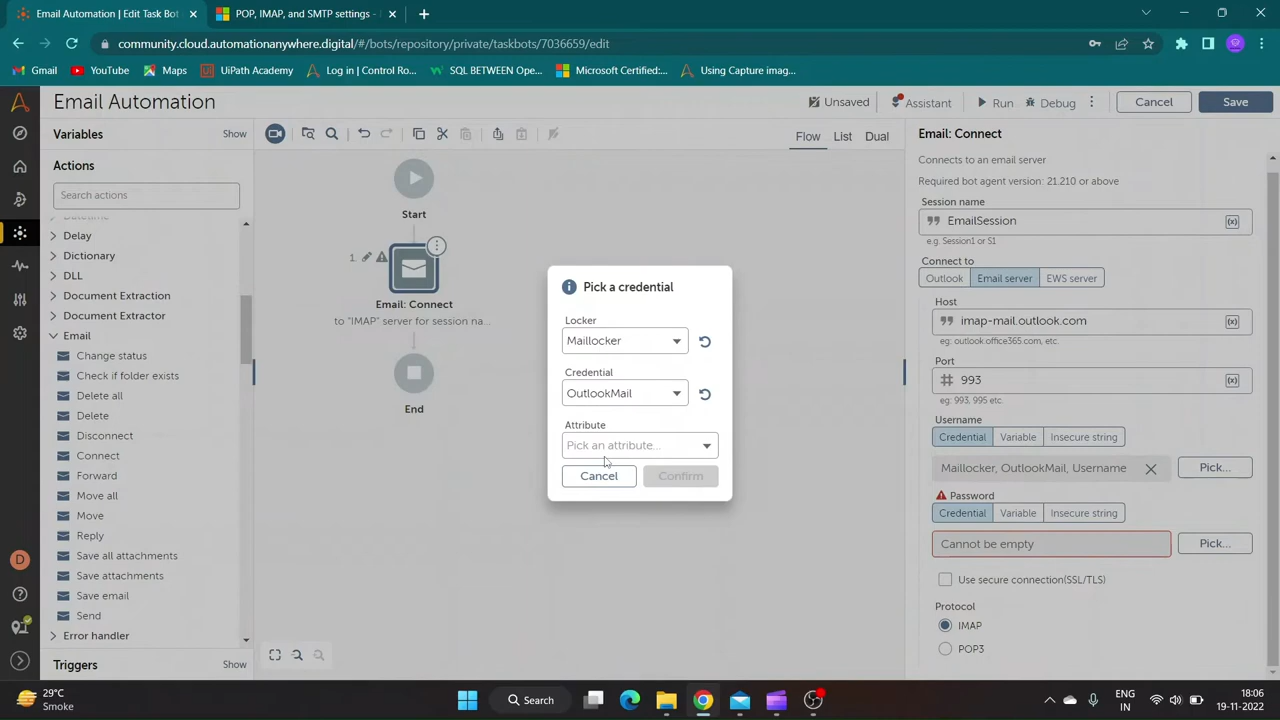 Email Automation | Edit Task Bot
POP, IMAP, and SMTP settings -
community.cloud.automationanywhere.digital/#/bots/repository/private/taskbots/7036659/edit
Gmail
YouTube
Maps
UiPath Academy
Log in | Control Ro...
SQL BETWEEN Ope...
Microsoft Certified:...
Using Capture imag...
Email Automation
Unsaved
Assistant
Run
Debug
Cancel
Save
Variables
Show
Flow
List
Dual
Actions
Search actions
Datetime
Delay
Dictionary
DLL
Document Extraction
Document Extractor
Email
Change status
Check if folder exists
Delete all
Delete
Disconnect
Connect
Forward
Move all
Move
Reply
Save all attachments
Save attachments
Save email
Send
Error handler
Triggers
Show
Start
1.
Email: Connect
to "IMAP" server for session na...
End
Pick a credential
Locker
Maillocker
Credential
OutlookMail
Attribute
Pick an attribute...
Cancel
Confirm
Email: Connect
Connects to an email server
Required bot agent version: 21.210 or above
Session name
EmailSession
(x)
e.g. Session1 or S1
Connect to
Outlook
Email server
EWS server
Host
imap-mail.outlook.com
(x)
eg: outlook.office365.com, etc.
Port
993
(x)
eg: 993, 995 etc.
Username
Credential
Variable
Insecure string
Maillocker, OutlookMail, Username
Pick...
Password
Credential
Variable
Insecure string
Cannot be empty
Pick...
Use secure connection(SSL/TLS)
Protocol
IMAP
POP3
29°C
Smoke
Search
ENG
IN
18:06
19-11-2022
D